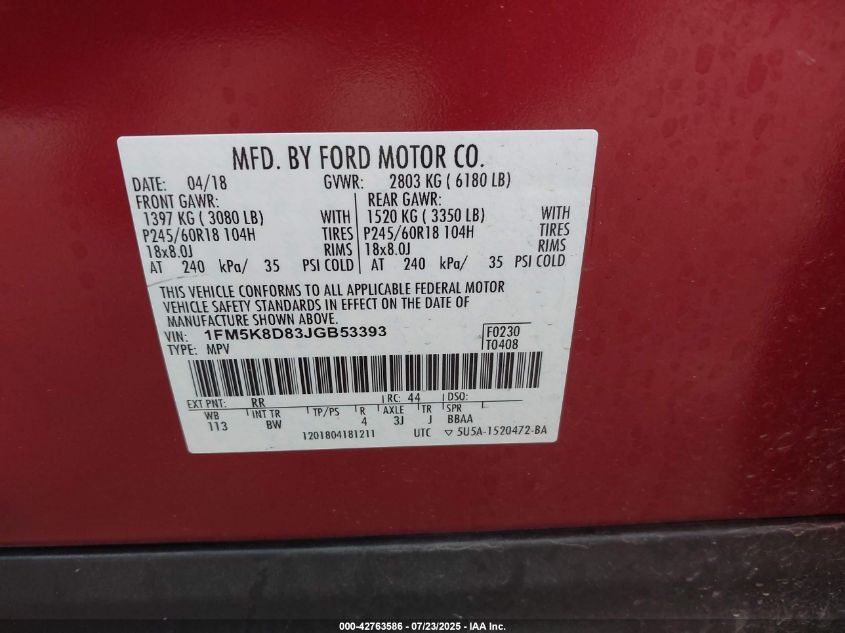 MFD. BY FORD MOTOR CO.
DATE: 04/18 GVWR: 2803 KG ( 6180 LB)
FRONT GAWR: REAR GAWR:
1397 KG ( 3080 LB) WITH 1520 KG ( 3350 LB) WITH
P245/60R18 104H TIRES P245/60R18 104H TIRES
18x8.0J RIMS 18x8.0J RIMS
AT 240 kPa/ 35 PSI COLD AT 240 kPa/ 35 PSI COLD
THIS VEHICLE CONFORMS TO ALL APPLICABLE FEDERAL MOTOR
VEHICLE SAFETY STANDARDS IN EFFECT ON THE DATE OF
MANUFACTURE SHOWN ABOVE.
VIN: 1FM5K8D83JGB53393 F0230
TYPE: MPV T0408
EXT PNT: RR RC: 44 DSO:
WB INT TR TP/PS R AXLE TR SPR
113 BW 4 3J J BBAA
1201804181211 UTC ▽ 5U5A-1520472-BA
000-42763586 / 07/23/2025 - IAA Inc.